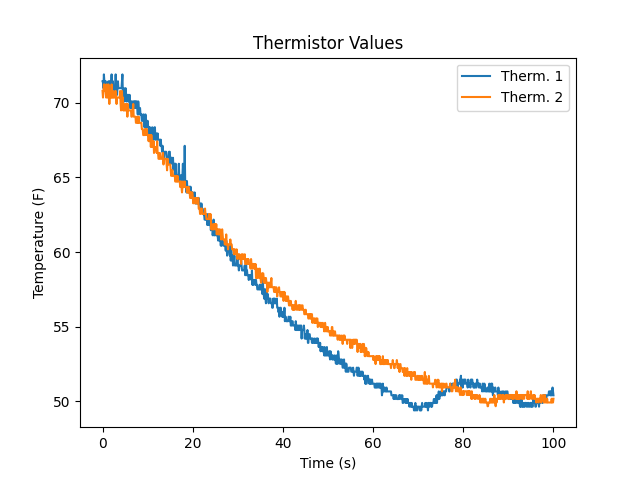 Thermistor Values
Therm. 1
Therm. 2
Temperature (F)
70
65
60
55
50
0
20
40
60
80
100
Time (s)